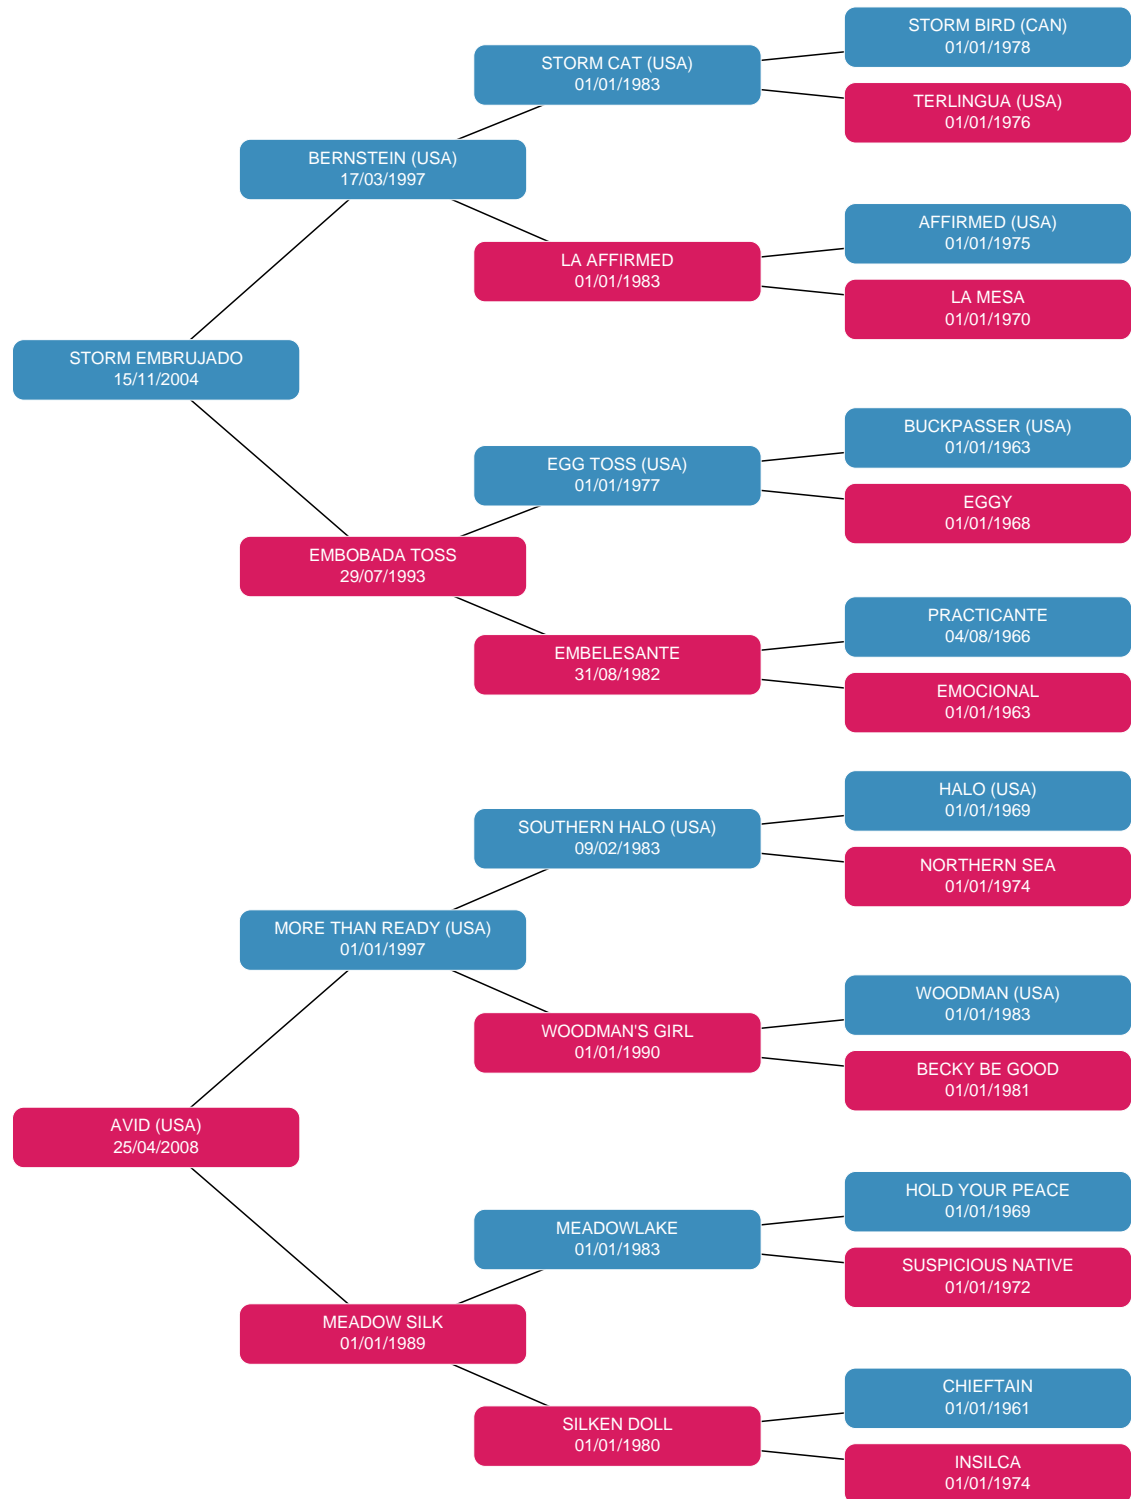 STORM BIRD (CAN)
01/01/1978
STORM CAT (USA)
01/01/1983
TERLINGUA (USA)
01/01/1976
BERNSTEIN (USA)
17/03/1997
AFFIRMED (USA)
01/01/1975
LA AFFIRMED
01/01/1983
LA MESA
01/01/1970
STORM EMBRUJADO
15/11/2004
BUCKPASSER (USA)
01/01/1963
EGG TOSS (USA)
01/01/1977
EGGY
01/01/1968
EMBOBADA TOSS
29/07/1993
PRACTICANTE
04/08/1966
EMBELESANTE
31/08/1982
EMOCIONAL
01/01/1963
HALO (USA)
01/01/1969
SOUTHERN HALO (USA)
09/02/1983
NORTHERN SEA
01/01/1974
MORE THAN READY (USA)
01/01/1997
WOODMAN (USA)
01/01/1983
WOODMAN'S GIRL
01/01/1990
BECKY BE GOOD
01/01/1981
AVID (USA)
25/04/2008
HOLD YOUR PEACE
01/01/1969
MEADOWLAKE
01/01/1983
SUSPICIOUS NATIVE
01/01/1972
MEADOW SILK
01/01/1989
CHIEFTAIN
01/01/1961
SILKEN DOLL
01/01/1980
INSILCA
01/01/1974